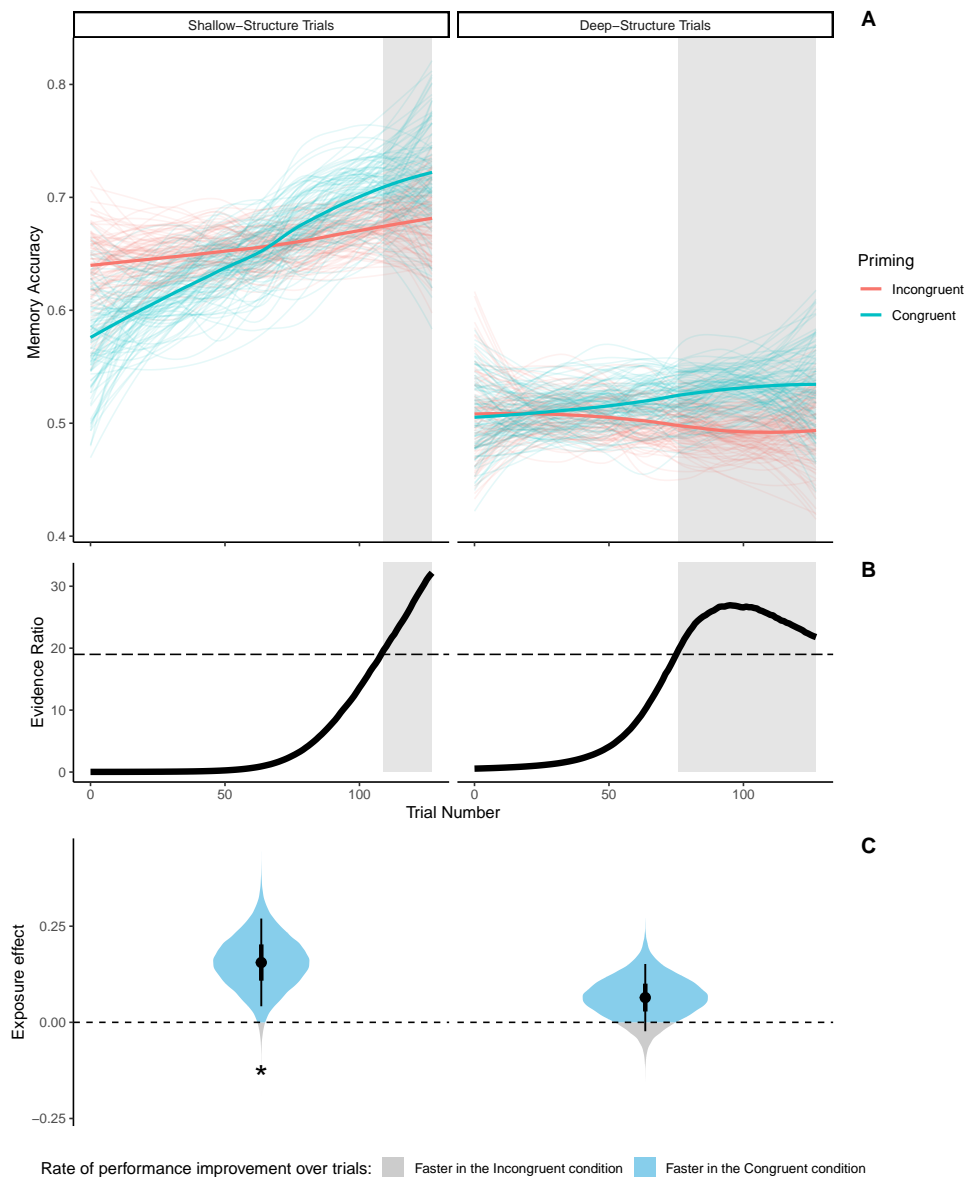 Shallow−Structure Trials
Deep−Structure Trials
A
Memory Accuracy
0.8
0.7
0.6
0.5
0.4
Priming
Incongruent
Congruent
B
Evidence Ratio
30
20
10
0
0
50
100
0
50
100
Trial Number
C
Exposure effect
0.25
0.00
−0.25
*
Rate of performance improvement over trials: Faster in the Incongruent condition Faster in the Congruent condition